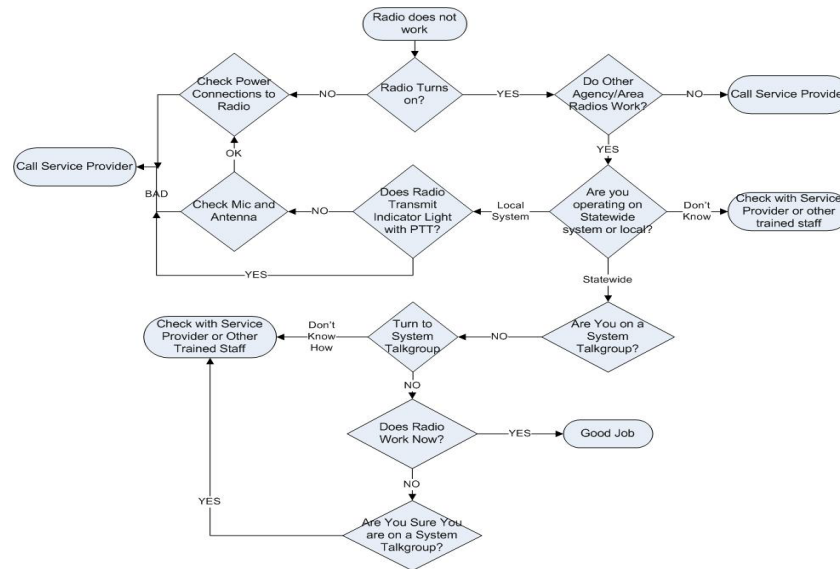 Radio does not
work
Radio Turns
on?
NO
YES
Check Power
Connections to
Radio
Do Other
Agency/Area
Radios Work?
NO
Call Service Provider
YES
OK
Call Service Provider
BAD
Check Mic and
Antenna
NO
Does Radio
Transmit
Indicator Light
with PTT?
Local
System
Are you
operating on
Statewide
system or local?
Don't
Know
Check with Service
Provider or other
trained staff
YES
Statewide
Check with Service
Provider or Other
Trained Staff
Don't
Know
How
Turn to
System
Talkgroup
NO
Are You on a
System
Talkgroup?
NO
Does Radio
Work Now?
YES
Good Job
NO
YES
Are You Sure You
are on a System
Talkgroup?